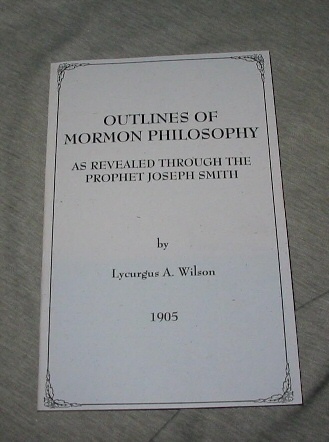 OUTLINES OF
MORMON PHILOSOPHY
AS REVEALED THROUGH THE
PROPHET JOSEPH SMITH
by
Lycurgus A. Wilson
1905